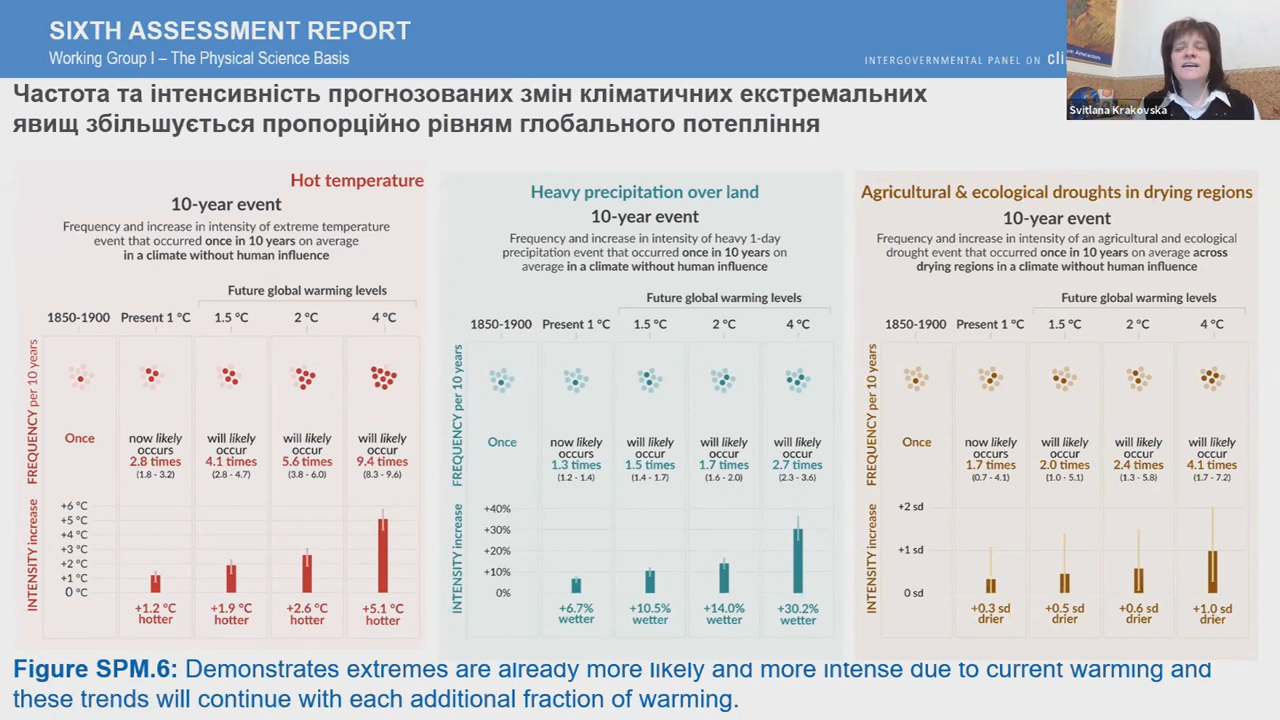 SIXTH ASSESSMENT REPORT
Working Group I – The Physical Science Basis
INTERGOVERNMENTAL PANEL ON cli
Svitlana Krakovska
Частота та інтенсивність прогнозованих змін кліматичних екстремальних
явищ збільшується пропорційно рівням глобального потепління
Hot temperature
10-year event
Frequency and increase in intensity of extreme temperature
event that occurred once in 10 years on average
in a climate without human influence
Future global warming levels
1850-1900 Present 1 °C 1.5 °C 2 °C 4 °C
FREQUENCY per 10 years
Once
now likely occurs 2.8 times (1.8 - 3.2)
will likely occur 4.1 times (2.8 - 4.7)
will likely occur 5.6 times (3.8 - 6.0)
will likely occur 9.4 times (8.3 - 9.6)
INTENSITY increase
+6 °C
+5 °C
+4 °C
+3 °C
+2 °C
+1 °C
0 °C
+1.2 °C hotter
+1.9 °C hotter
+2.6 °C hotter
+5.1 °C hotter
Heavy precipitation over land
10-year event
Frequency and increase in intensity of heavy 1-day
precipitation event that occurred once in 10 years on
average in a climate without human influence
Future global warming levels
1850-1900 Present 1 °C 1.5 °C 2 °C 4 °C
FREQUENCY per 10 years
Once
now likely occurs 1.3 times (1.2 - 1.4)
will likely occur 1.5 times (1.4 - 1.7)
will likely occur 1.7 times (1.6 - 2.0)
will likely occur 2.7 times (2.3 - 3.6)
INTENSITY increase
+40%
+30%
+20%
+10%
0%
+6.7% wetter
+10.5% wetter
+14.0% wetter
+30.2% wetter
Agricultural & ecological droughts in drying regions
10-year event
Frequency and increase in intensity of an agricultural and ecological
drought event that occurred once in 10 years on average across
drying regions in a climate without human influence
Future global warming levels
1850-1900 Present 1 °C 1.5 °C 2 °C 4 °C
FREQUENCY per 10 years
Once
now likely occurs 1.7 times (0.7 - 4.1)
will likely occur 2.0 times (1.0 - 5.1)
will likely occur 2.4 times (1.3 - 5.8)
will likely occur 4.1 times (1.7 - 7.2)
INTENSITY increase
+2 sd
+1 sd
0 sd
+0.3 sd drier
+0.5 sd drier
+0.6 sd drier
+1.0 sd drier
Figure SPM.6: Demonstrates extremes are already more likely and more intense due to current warming and
these trends will continue with each additional fraction of warming.